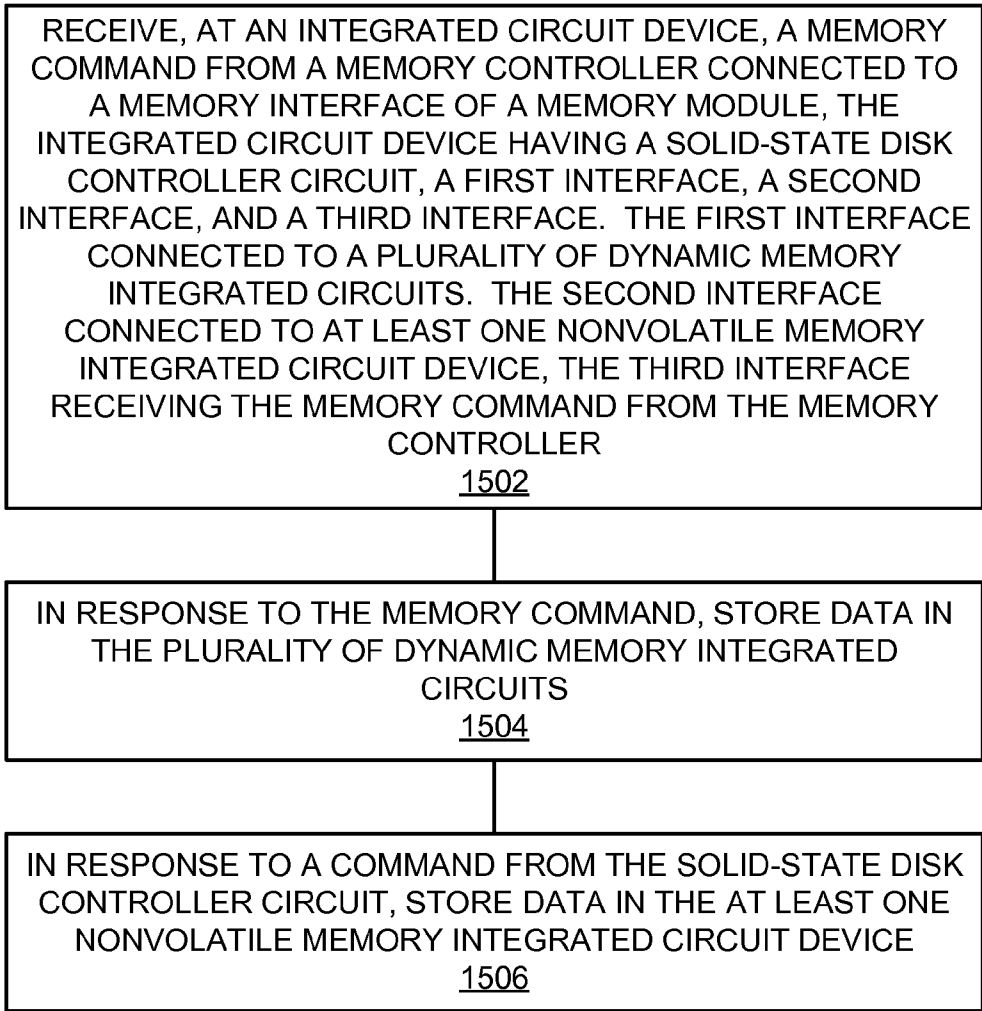 RECEIVE, AT AN INTEGRATED CIRCUIT DEVICE, A MEMORY
COMMAND FROM A MEMORY CONTROLLER CONNECTED TO
A MEMORY INTERFACE OF A MEMORY MODULE, THE
INTEGRATED CIRCUIT DEVICE HAVING A SOLID-STATE DISK
CONTROLLER CIRCUIT, A FIRST INTERFACE, A SECOND
INTERFACE, AND A THIRD INTERFACE. THE FIRST INTERFACE
CONNECTED TO A PLURALITY OF DYNAMIC MEMORY
INTEGRATED CIRCUITS. THE SECOND INTERFACE
CONNECTED TO AT LEAST ONE NONVOLATILE MEMORY
INTEGRATED CIRCUIT DEVICE, THE THIRD INTERFACE
RECEIVING THE MEMORY COMMAND FROM THE MEMORY
CONTROLLER
1502
IN RESPONSE TO THE MEMORY COMMAND, STORE DATA IN
THE PLURALITY OF DYNAMIC MEMORY INTEGRATED
CIRCUITS
1504
IN RESPONSE TO A COMMAND FROM THE SOLID-STATE DISK
CONTROLLER CIRCUIT, STORE DATA IN THE AT LEAST ONE
NONVOLATILE MEMORY INTEGRATED CIRCUIT DEVICE
1506